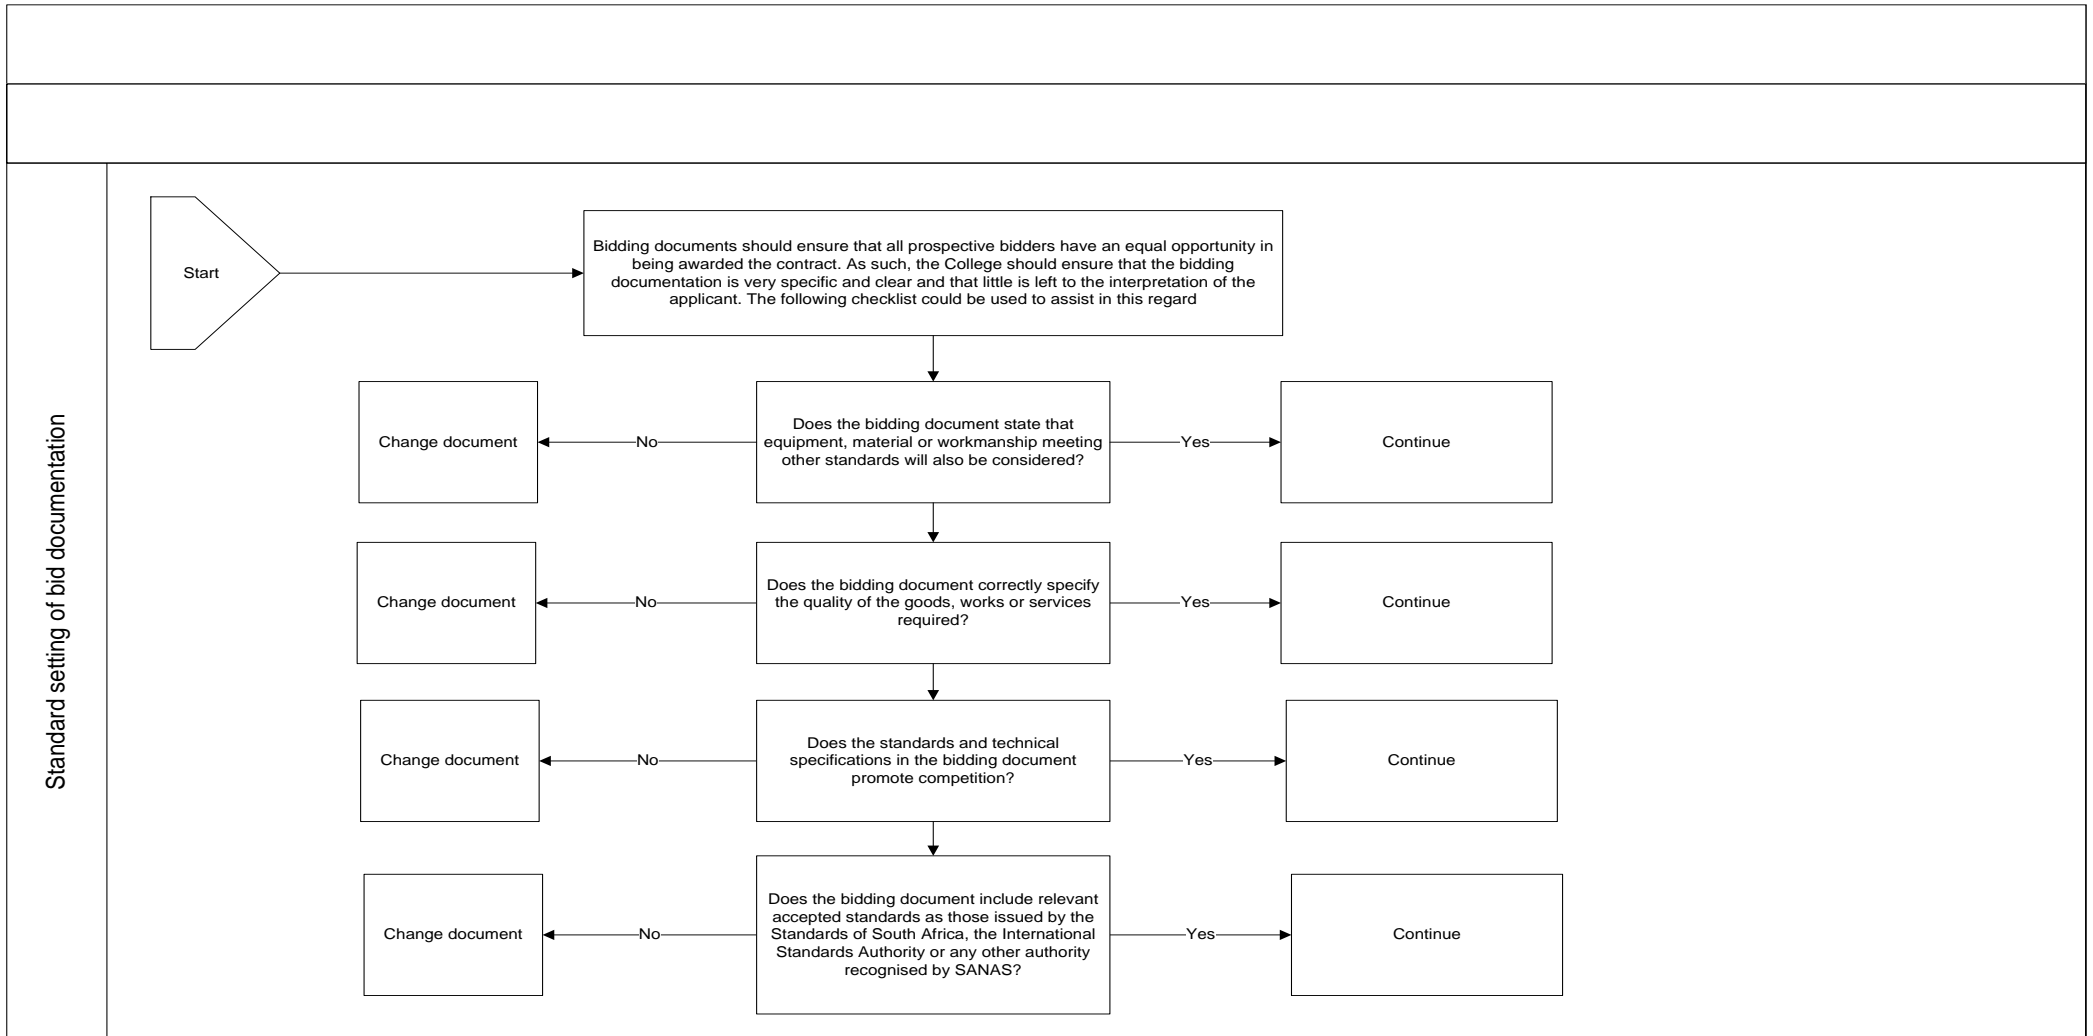 Standard setting of bid documentation
Start
Bidding documents should ensure that all prospective bidders have an equal opportunity in
being awarded the contract. As such, the College should ensure that the bidding
documentation is very specific and clear and that little is left to the interpretation of the
applicant. The following checklist could be used to assist in this regard
Change document
No
Does the bidding document state that
equipment, material or workmanship meeting
other standards will also be considered?
Yes
Continue
Change document
No
Does the bidding document correctly specify
the quality of the goods, works or services
required?
Yes
Continue
Change document
No
Does the standards and technical
specifications in the bidding document
promote competition?
Yes
Continue
Change document
No
Does the bidding document include relevant
accepted standards as those issued by the
Standards of South Africa, the International
Standards Authority or any other authority
recognised by SANAS?
Yes
Continue